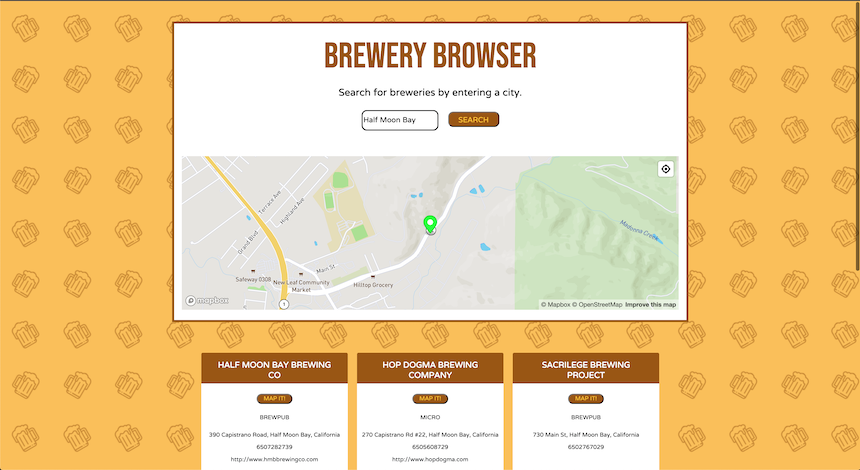 BREWERY BROWSER
Search for breweries by entering a city.
Half Moon Bay
SEARCH
Terrace Ave
Highland Ave
Grand Blvd
Main St
Safeway 0308
New Leaf Community
Market
Hilltop Grocery
1
mapbox
© Mapbox © OpenStreetMap Improve this map
HALF MOON BAY BREWING
CO
MAP IT!
BREWPUB
390 Capistrano Road, Half Moon Bay, California
6507282739
http://www.hmbbrewingco.com
HOP DOGMA BREWING
COMPANY
MAP IT!
MICRO
270 Capistrano Rd #22, Half Moon Bay, California
6505608729
http://www.hopdogma.com
SACRILEGE BREWING
PROJECT
MAP IT!
BREWPUB
730 Main St, Half Moon Bay, California
6502767029